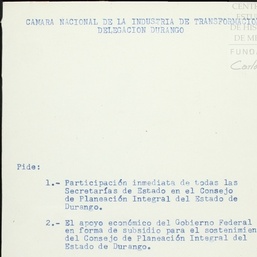 CENT
DE HIS
DE M
FUND
CAMARA NACIONAL DE LA INDUSTRIA DE TRANSFORMACION
DELEGACION DURANGO
Pide:
1.- Participación inmediata de todas las
Secretarías de Estado en el Consejo
de Planeación Integral del Estado de
Durango.
2.- El apoyo económico del Gobierno Federal
en forma de subsidio para el sostenimien
del Consejo de Planeación Integral del
Estado de Durango.